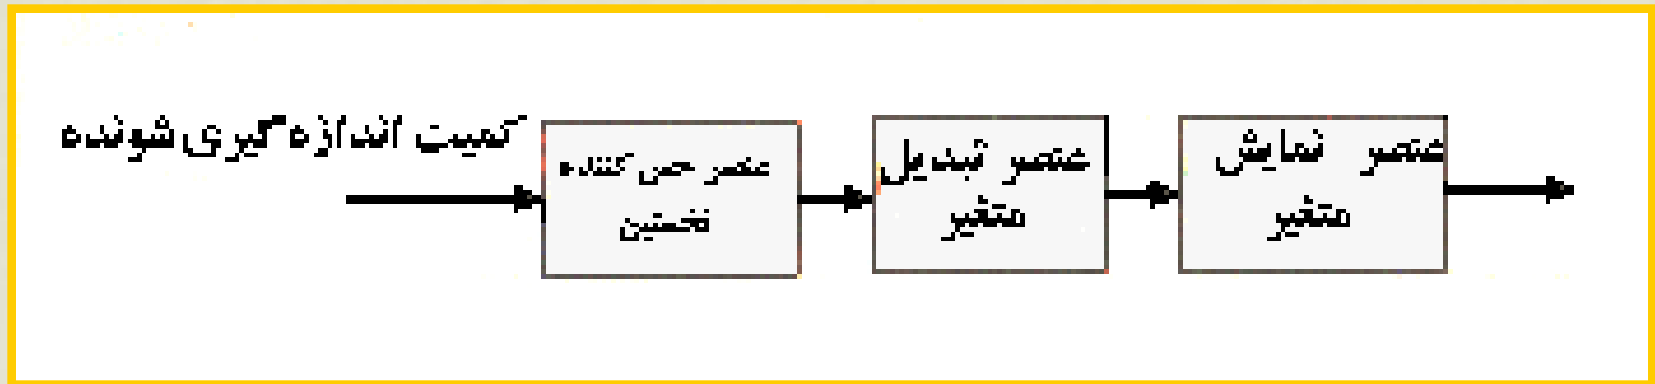 کمیت اندازه گیری شونده
عنصر حس کننده
نخستین
عنصر تبدیل
متغیر
عنصر نمایش
متغیر